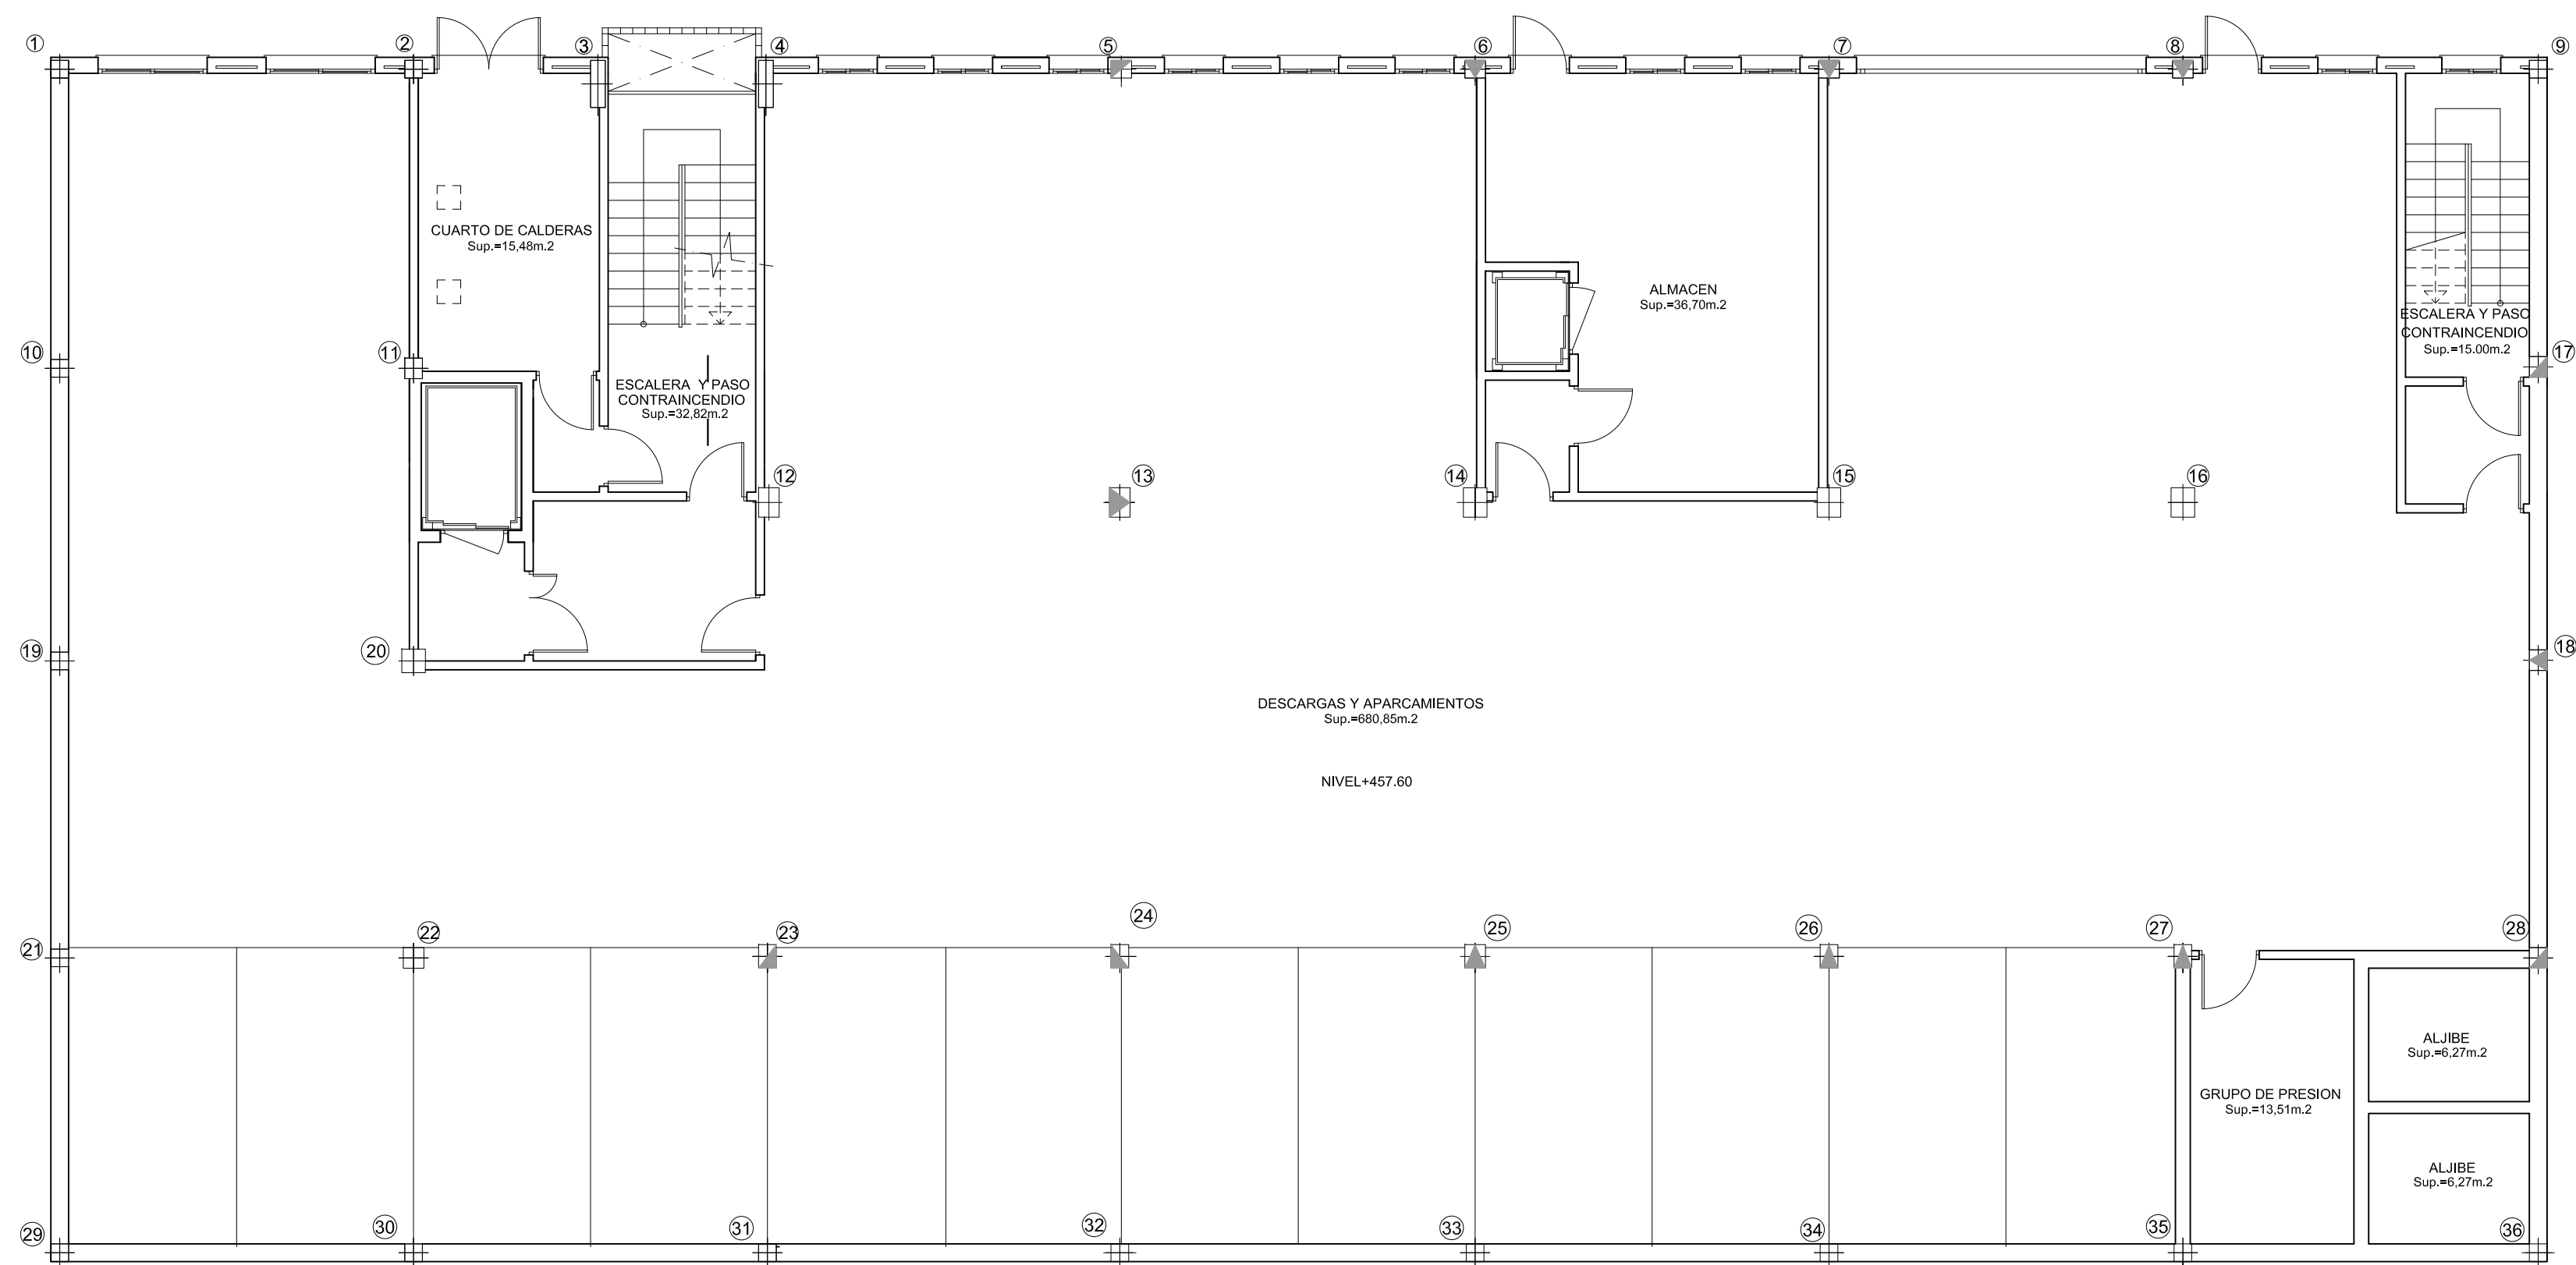 1
2
3
4
5
6
7
8
9
CUARTO DE CALDERAS
Sup.=15,48m.2
ALMACEN
Sup.=36,70m.2
ESCALERA Y PASO
CONTRAINCENDIO
Sup.=15.00m.2
10
11
17
ESCALERA Y PASO
CONTRAINCENDIO
Sup.=32,82m.2
12
13
14
15
16
19
20
18
DESCARGAS Y APARCAMIENTOS
Sup.=680,85m.2
NIVEL+457.60
21
22
23
24
25
26
27
28
ALJIBE
Sup.=6,27m.2
GRUPO DE PRESION
Sup.=13,51m.2
ALJIBE
Sup.=6,27m.2
29
30
31
32
33
34
35
36